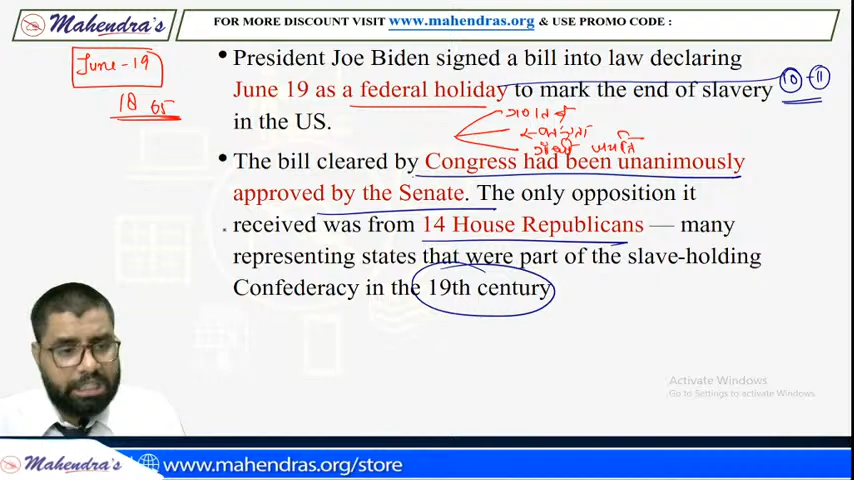 Mahendra's
FOR MORE DISCOUNT VISIT www.mahendras.org & USE PROMO CODE :
June-19
18 65
• President Joe Biden signed a bill into law declaring
June 19 as a federal holiday to mark the end of slavery
10 - 11
in the US.
• The bill cleared by Congress had been unanimously
approved by the Senate. The only opposition it
received was from 14 House Republicans — many
representing states that were part of the slave-holding
Confederacy in the 19th century
Activate Windows
Go to Settings to activate Windows.
Mahendra's
www.mahendras.org/store